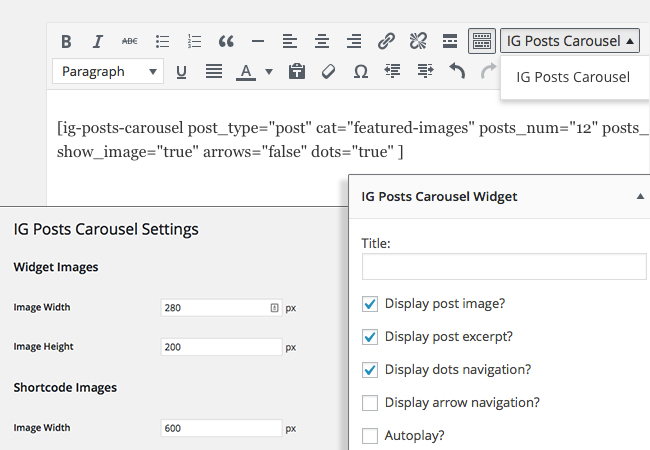 B I ABC IG Posts Carousel
Paragraph U A T Ω
IG Posts Carousel
[ig-posts-carousel post_type="post" cat="featured-images" posts_num="12" posts_
show_image="true" arrows="false" dots="true" ]
IG Posts Carousel Settings
Widget Images
Image Width 280 px
Image Height 200 px
Shortcode Images
Image Width 600 px
IG Posts Carousel Widget
Title:
Display post image?
Display post excerpt?
Display dots navigation?
Display arrow navigation?
Autoplay?